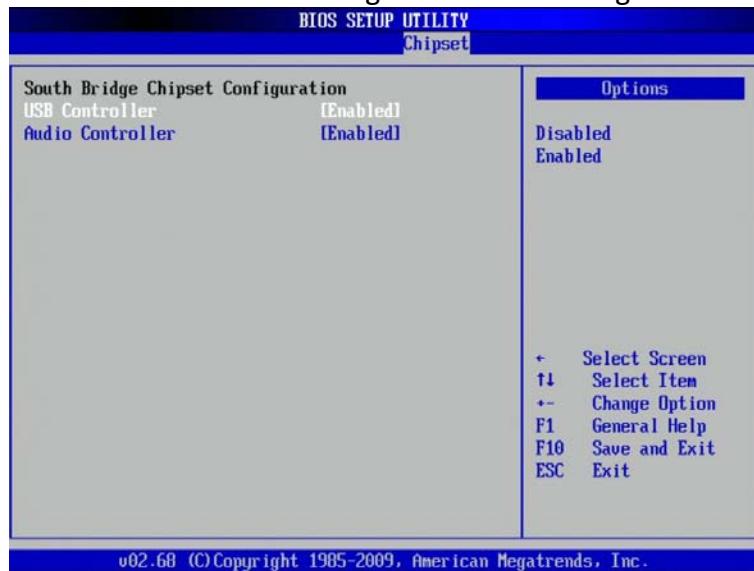 BIOS SETUP UTILITY
Chipset
South Bridge Chipset Configuration
USB Controller [Enabled]
Audio Controller [Enabled]
Options
Disabled
Enabled
← Select Screen
↑↓ Select Item
+- Change Option
F1 General Help
F10 Save and Exit
ESC Exit
v02.68 (C)Copyright 1985-2009, American Megatrends, Inc.